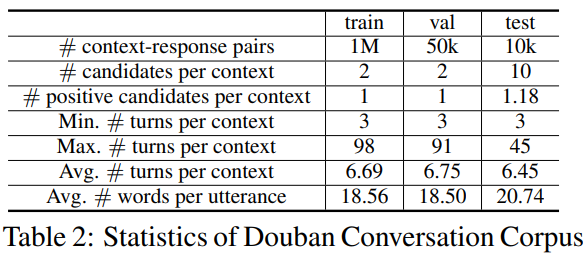 train val test
# context-response pairs 1M 50k 10k
# candidates per context 2 2 10
# positive candidates per context 1 1 1.18
Min. # turns per context 3 3 3
Max. # turns per context 98 91 45
Avg. # turns per context 6.69 6.75 6.45
Avg. # words per utterance 18.56 18.50 20.74
Table 2: Statistics of Douban Conversation Corpus